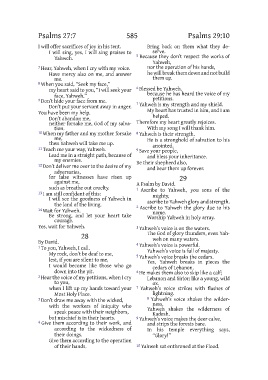 Psalms 27:7 585 Psalms 29:10
I will offer sacrifices of joy in his tent.
I will sing, yes, I will sing praises to
Yahweh.
7 Hear, Yahweh, when I cry with my voice.
Have mercy also on me, and answer
me.
8 When you said, "Seek my face,"
my heart said to you, "I will seek your
face, Yahweh."
9 Don't hide your face from me.
Don't put your servant away in anger.
You have been my help.
Don't abandon me,
neither forsake me, God of my salva-
tion.
10 When my father and my mother forsake
me,
then Yahweh will take me up.
11 Teach me your way, Yahweh.
Lead me in a straight path, because of
my enemies.
12 Don't deliver me over to the desire of my
adversaries,
for false witnesses have risen up
against me,
such as breathe out cruelty.
13 I am still confident of this:
I will see the goodness of Yahweh in
the land of the living.
14 Wait for Yahweh.
Be strong, and let your heart take
courage.
Yes, wait for Yahweh.
28
By David.
1 To you, Yahweh, I call.
My rock, don't be deaf to me,
lest, if you are silent to me,
I would become like those who go
down into the pit.
2 Hear the voice of my petitions, when I cry
to you,
when I lift up my hands toward your
Most Holy Place.
3 Don't draw me away with the wicked,
with the workers of iniquity who
speak peace with their neighbors,
but mischief is in their hearts.
4 Give them according to their work, and
according to the wickedness of
their doings.
Give them according to the operation
of their hands.
Bring back on them what they de-
serve.
5 Because they don't respect the works of
Yahweh,
nor the operation of his hands,
he will break them down and not build
them up.
6 Blessed be Yahweh,
because he has heard the voice of my
petitions.
7 Yahweh is my strength and my shield.
My heart has trusted in him, and I am
helped.
Therefore my heart greatly rejoices.
With my song I will thank him.
8 Yahweh is their strength.
He is a stronghold of salvation to his
anointed.
9 Save your people,
and bless your inheritance.
Be their shepherd also,
and bear them up forever.
29
A Psalm by David.
1 Ascribe to Yahweh, you sons of the
mighty,
ascribe to Yahweh glory and strength.
2 Ascribe to Yahweh the glory due to his
name.
Worship Yahweh in holy array.
3 Yahweh's voice is on the waters.
The God of glory thunders, even Yah-
weh on many waters.
4 Yahweh's voice is powerful.
Yahweh's voice is full of majesty.
5 Yahweh's voice breaks the cedars.
Yes, Yahweh breaks in pieces the
cedars of Lebanon.
6 He makes them also to skip like a calf;
Lebanon and Sirion like a young, wild
ox.
7 Yahweh's voice strikes with flashes of
lightning.
8 Yahweh's voice shakes the wilder-
ness.
Yahweh shakes the wilderness of
Kadesh.
9 Yahweh's voice makes the deer calve,
and strips the forests bare.
In his temple everything says,
"Glory!"
10 Yahweh sat enthroned at the Flood.